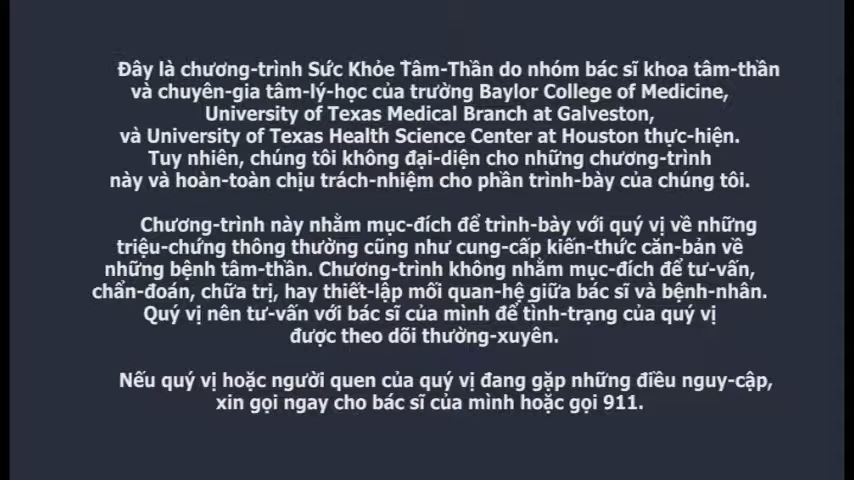 Đây là chương-trình Sức Khỏe Tâm-Thần do nhóm bác sĩ khoa tâm-thần
và chuyên-gia tâm-lý-học của trường Baylor College of Medicine,
University of Texas Medical Branch at Galveston,
và University of Texas Health Science Center at Houston thực-hiện.
Tuy nhiên, chúng tôi không đại-diện cho những chương-trình
này và hoàn-toàn chịu trách-nhiệm cho phần trình-bày của chúng tôi.
Chương-trình này nhằm mục-đích để trình-bày với quý vị về những
triệu-chứng thông thường cũng như cung-cấp kiến-thức căn-bản về
những bệnh tâm-thần. Chương-trình không nhằm mục-đích để tư-vấn,
chẩn-đoán, chữa trị, hay thiết-lập mối quan-hệ giữa bác sĩ và bệnh-nhân.
Quý vị nên tư-vấn với bác sĩ của mình để tình-trạng của quý vị
được theo dõi thường-xuyên.
Nếu quý vị hoặc người quen của quý vị đang gặp những điều nguy-cập,
xin gọi ngay cho bác sĩ của mình hoặc gọi 911.